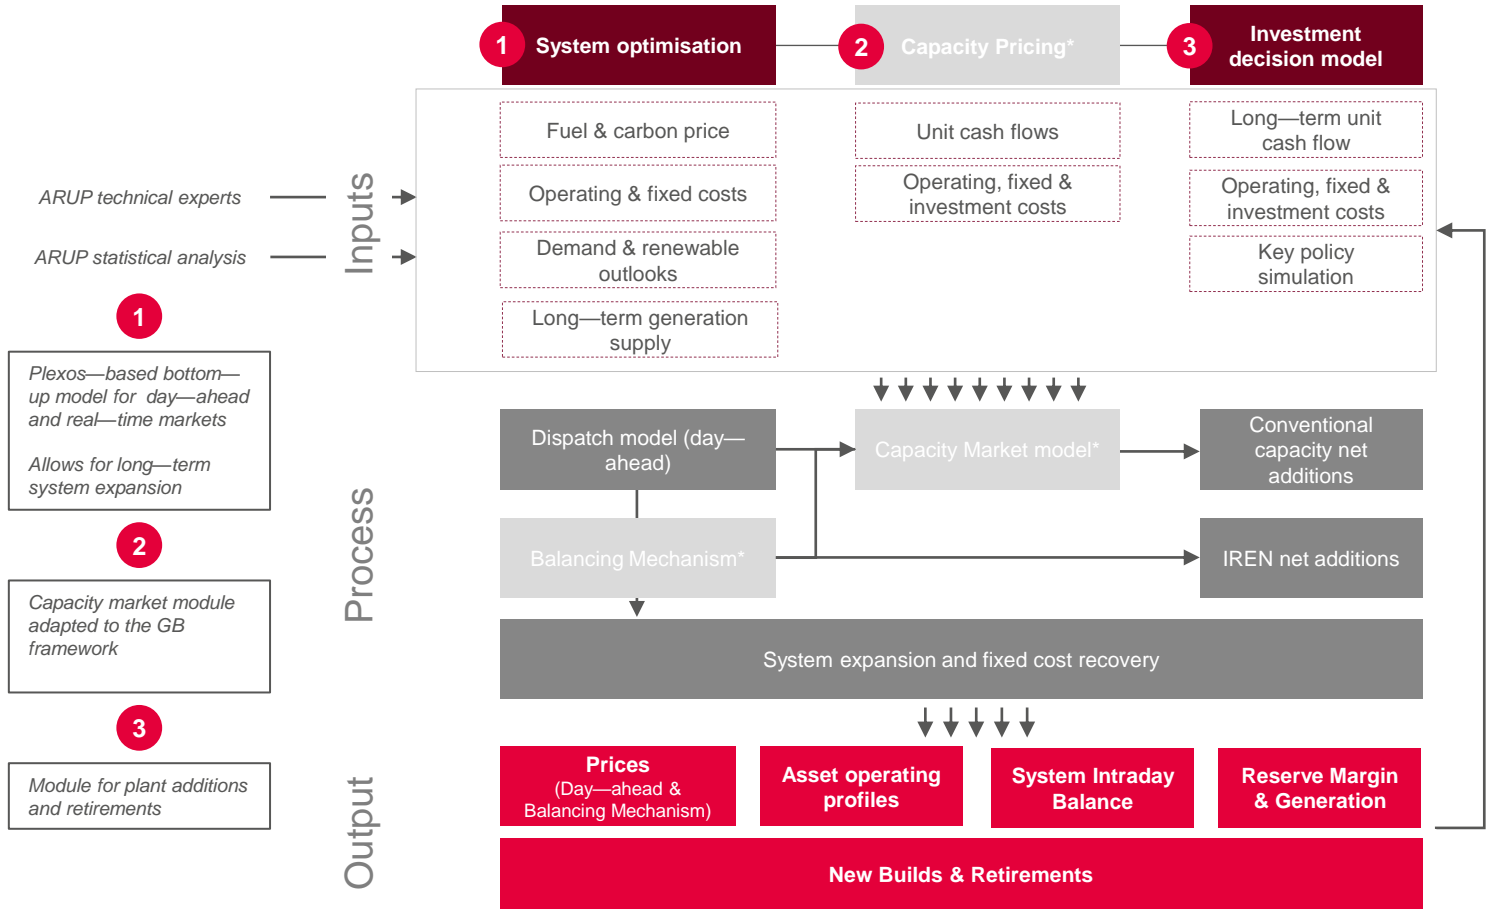 1
System optimisation
2
Capacity Pricing*
3
Investment
decision model
Inputs
ARUP technical experts
ARUP statistical analysis
Fuel & carbon price
Operating & fixed costs
Demand & renewable
outlooks
Long—term generation
supply
Unit cash flows
Operating, fixed &
investment costs
Long—term unit
cash flow
Operating, fixed &
investment costs
Key policy
simulation
1
Plexos—based bottom—
up model for day—ahead
and real—time markets
Allows for long—term
system expansion
2
Capacity market module
adapted to the GB
framework
3
Module for plant additions
and retirements
Process
Dispatch model (day—
ahead)
Capacity Market model*
Conventional
capacity net
additions
Balancing Mechanism*
IREN net additions
System expansion and fixed cost recovery
Output
Prices
(Day—ahead &
Balancing Mechanism)
Asset operating
profiles
System Intraday
Balance
Reserve Margin
& Generation
New Builds & Retirements